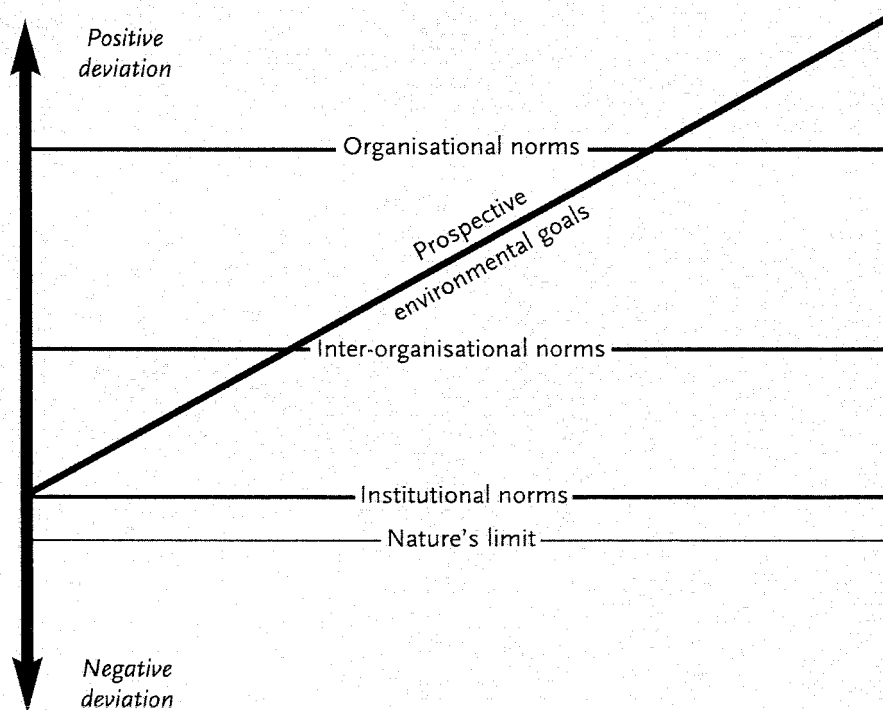 Positive
deviation
Organisational norms
Prospective
environmental goals
Inter-organisational norms
Institutional norms
Nature's limit
Negative
deviation